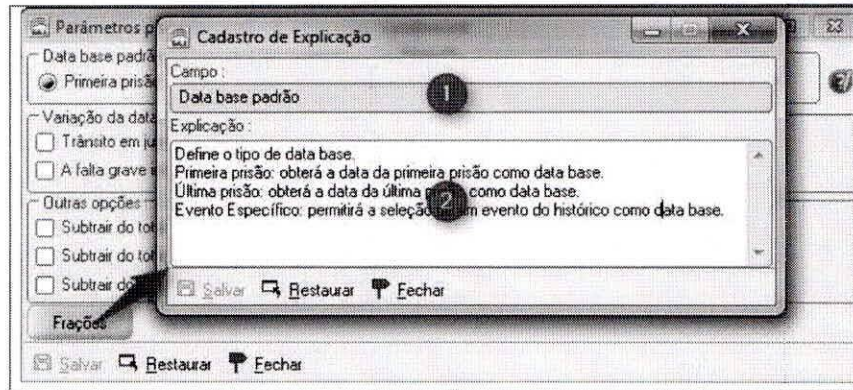 Parâmetros p
Cadastro de Explicação
Data base padrã
Primeira prisã
Campo :
Data base padrão
1
Variação da data
Trânsito em ju
A falta grave
Explicação :
Define o tipo de data base.
Primeira prisão: obterá a data da primeira prisão como data base.
Última prisão: obterá a data da última como data base.
Evento Específico: permitirá a seleção evento do histórico como data base.
2
Outras opções
Subtrair do tot
Subtrair do tot
Subtrair do
Salvar Restaurar Fechar
Frações
Salvar Restaurar Fechar